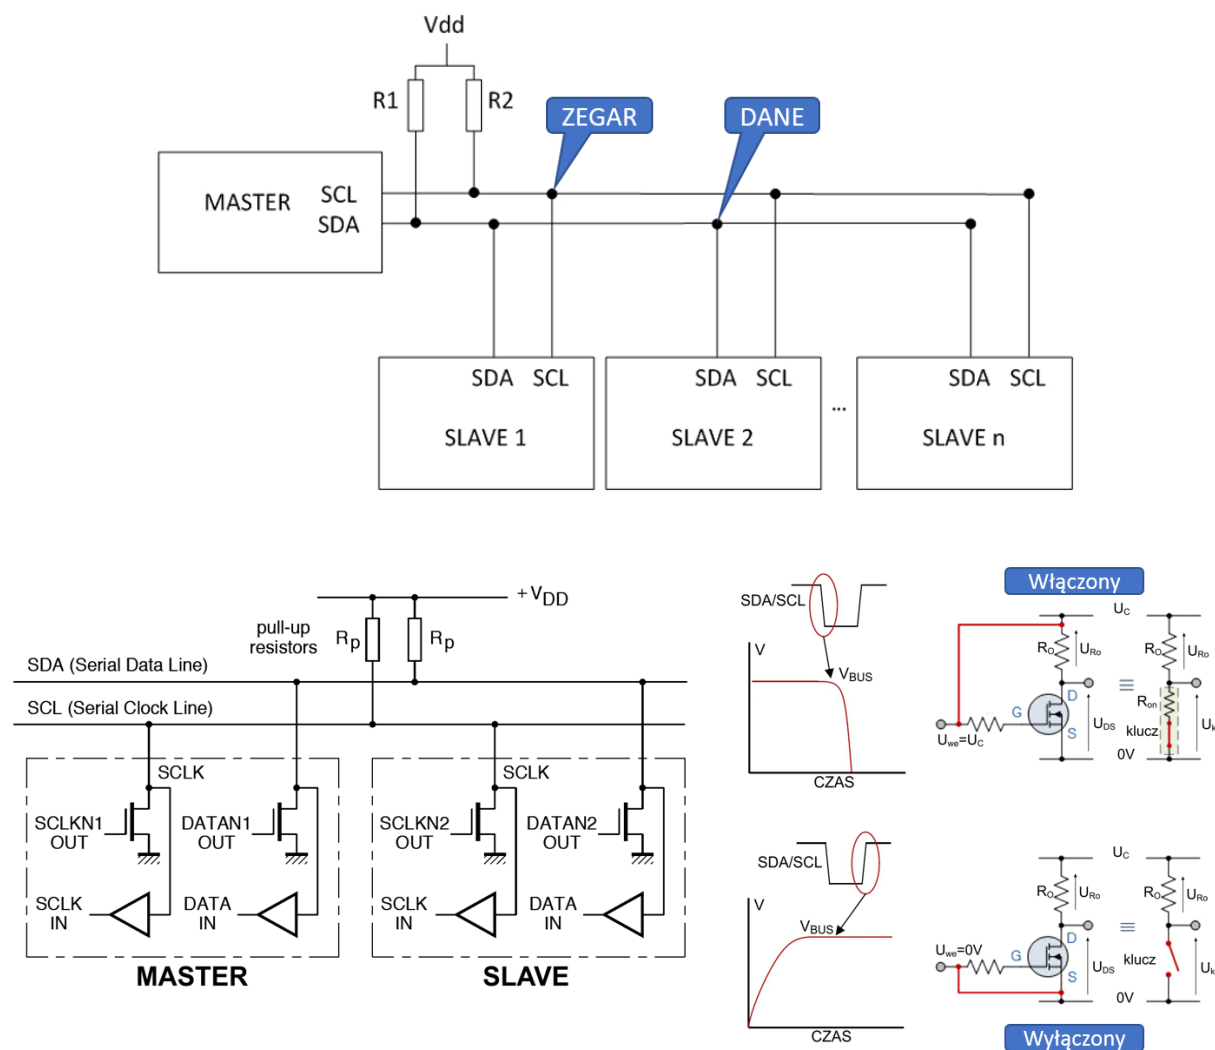 Vdd
R1
R2
ZEGAR
DANE
MASTER
SCL
SDA
SDA SCL
SLAVE 1
SDA SCL
SLAVE 2
...
SDA SCL
SLAVE n
+VDD
pull-up
resistors
Rp
Rp
SDA (Serial Data Line)
SCL (Serial Clock Line)
SCLK
SCLKN1
OUT
DATAN1
OUT
SCLK
IN
DATA
IN
MASTER
SCLK
SCLKN2
OUT
DATAN2
OUT
SCLK
IN
DATA
IN
SLAVE
SDA/SCL
V
VBUS
CZAS
Włączony
UC
RO
URo
D
G
S
Uwe=UC
UDS
≡
RO
URo
Ron
klucz
0V
Uk
SDA/SCL
V
VBUS
CZAS
UC
RO
URo
D
G
S
Uwe=0V
UDS
≡
RO
URo
klucz
0V
Uk
Wyłączony